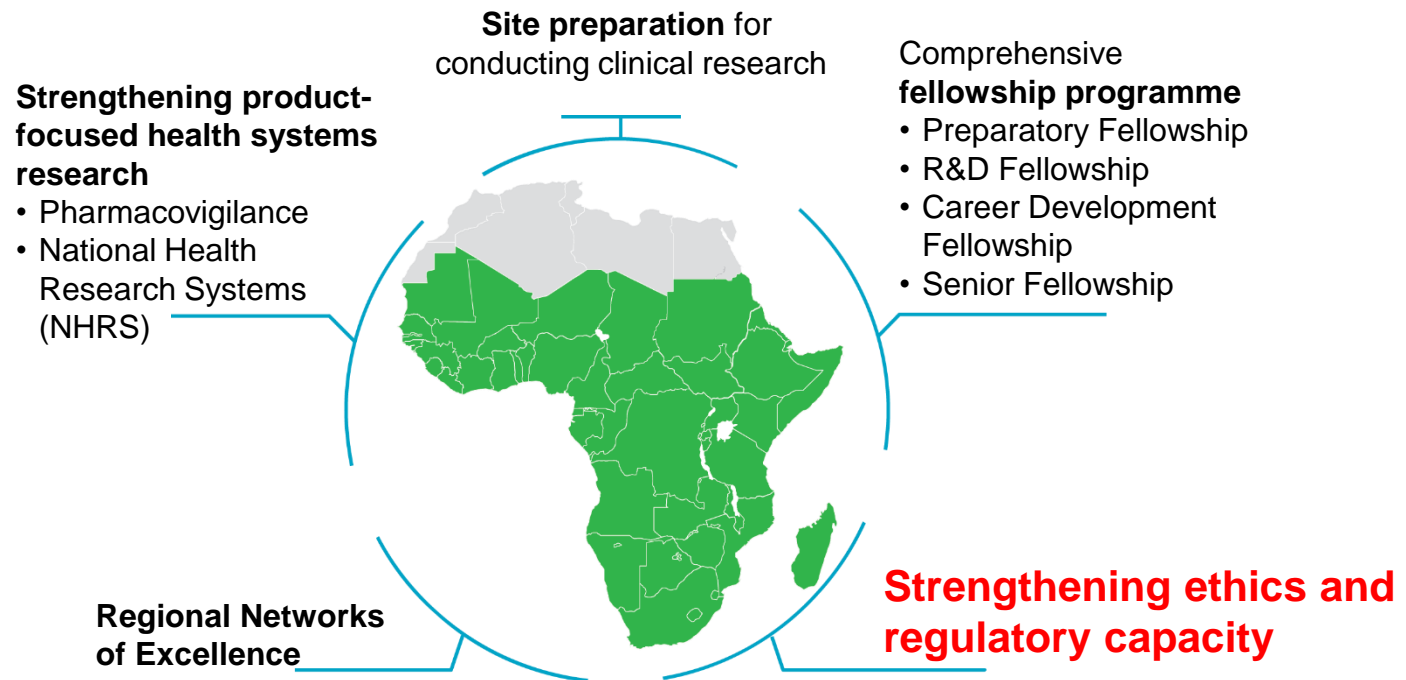 Site preparation for
conducting clinical research
Strengthening product-
focused health systems
research
• Pharmacovigilance
• National Health
Research Systems
(NHRS)
Comprehensive
fellowship programme
• Preparatory Fellowship
• R&D Fellowship
• Career Development
Fellowship
• Senior Fellowship
Regional Networks
of Excellence
Strengthening ethics and
regulatory capacity